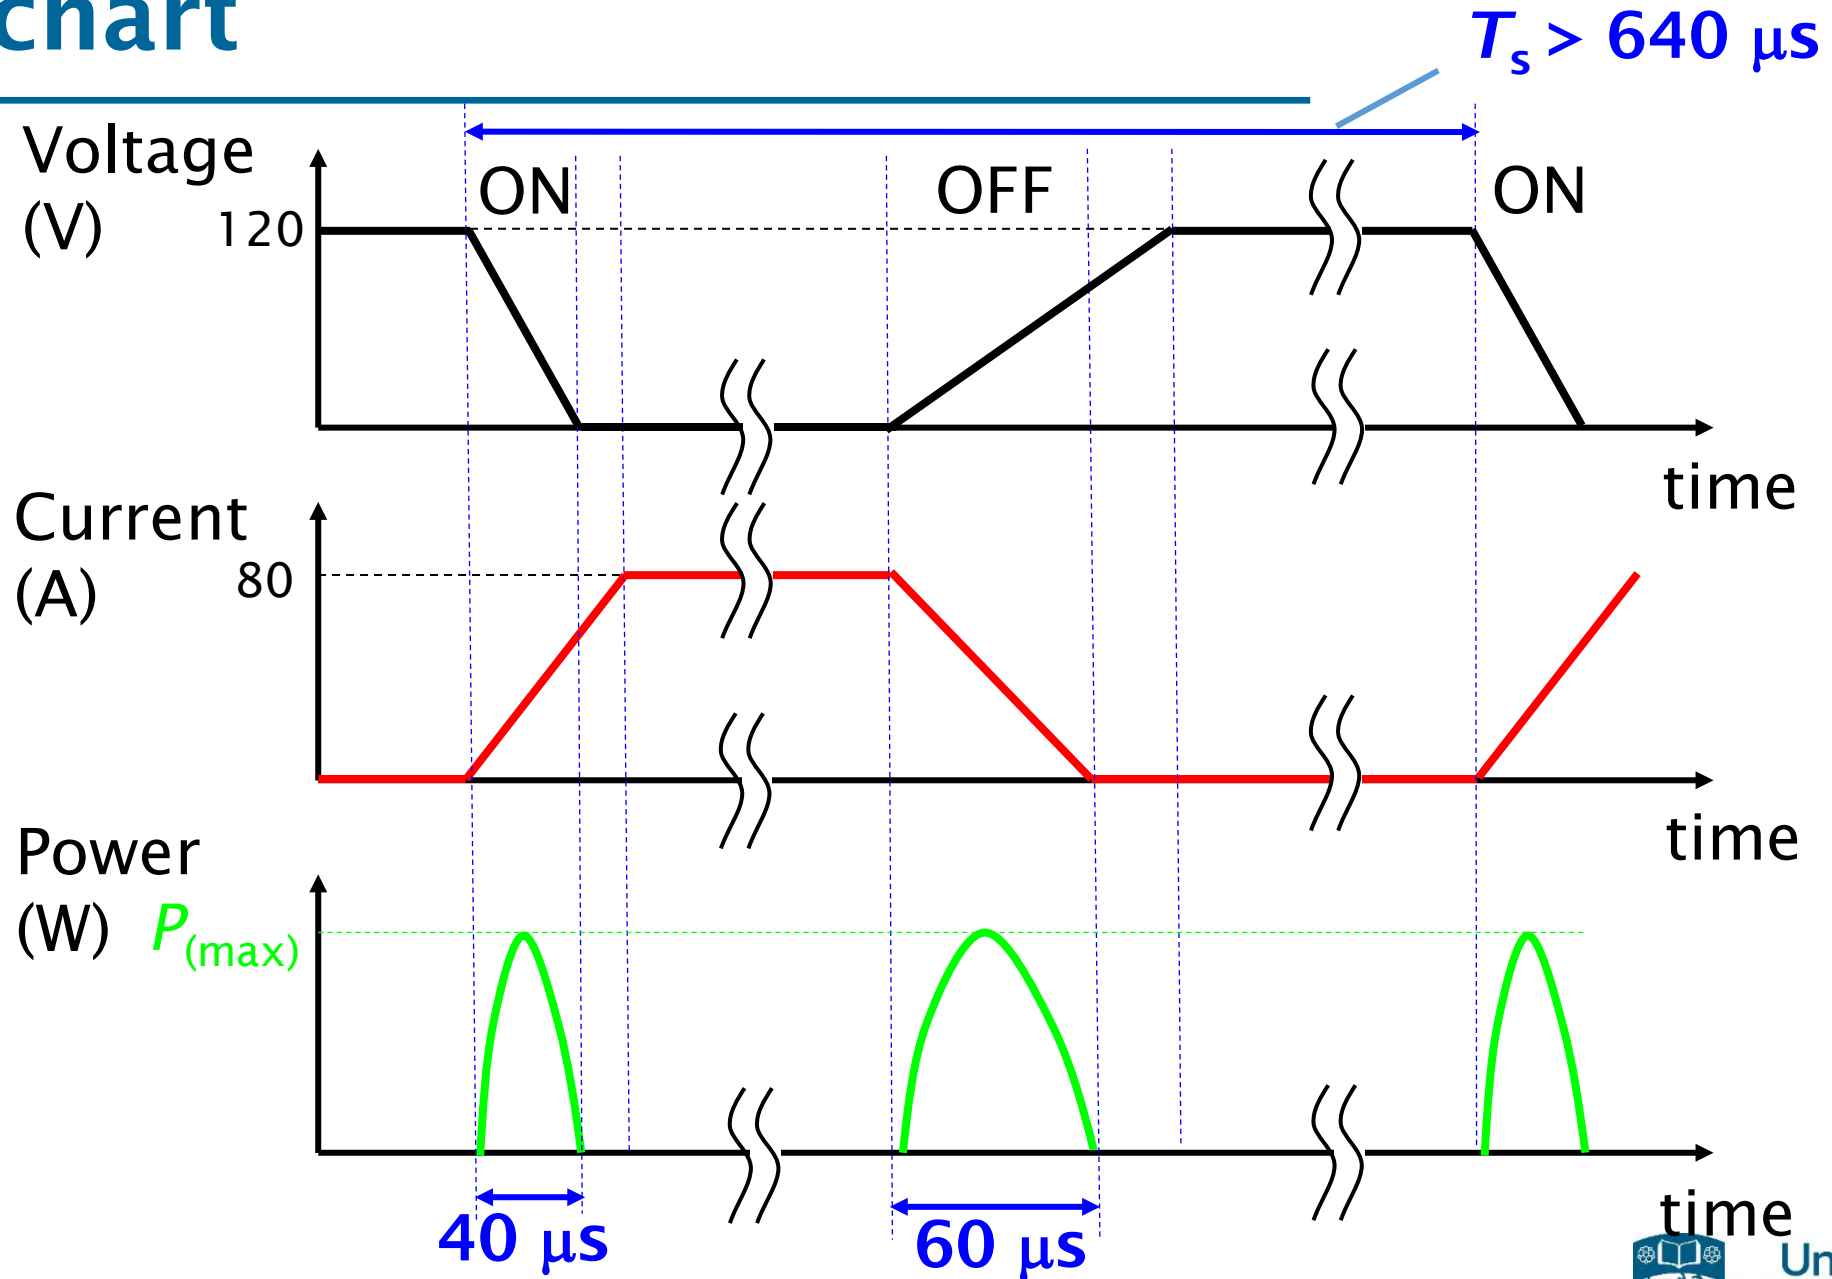 chart
Ts > 640 μs
Voltage
(V)
120
ON
OFF
ON
time
Current
(A)
80
time
Power
(W)
P(max)
time
40 μs
60 μs